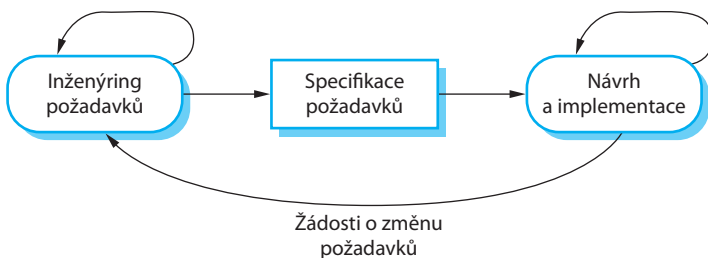 Inženýring
požadavků
Specifikace
požadavků
Návrh
a implementace
Žádosti o změnu
požadavků